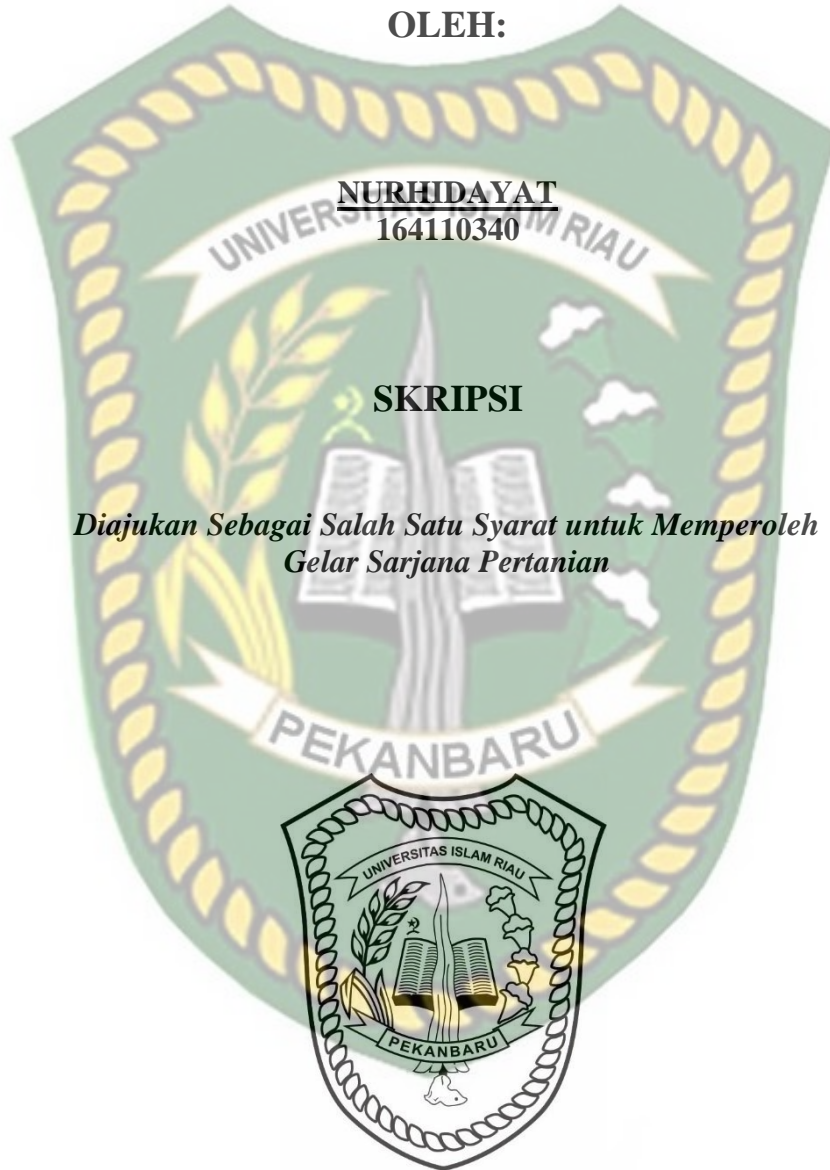 OLEH:
NURHIDAYAT
UNIVERSITAS ISLAM RIAU
164110340
SKRIPSI
Diajukan Sebagai Salah Satu Syarat untuk Memperoleh
Gelar Sarjana Pertanian
PEKANBARU
UNIVERSITAS ISLAM RIAU
PEKANBARU